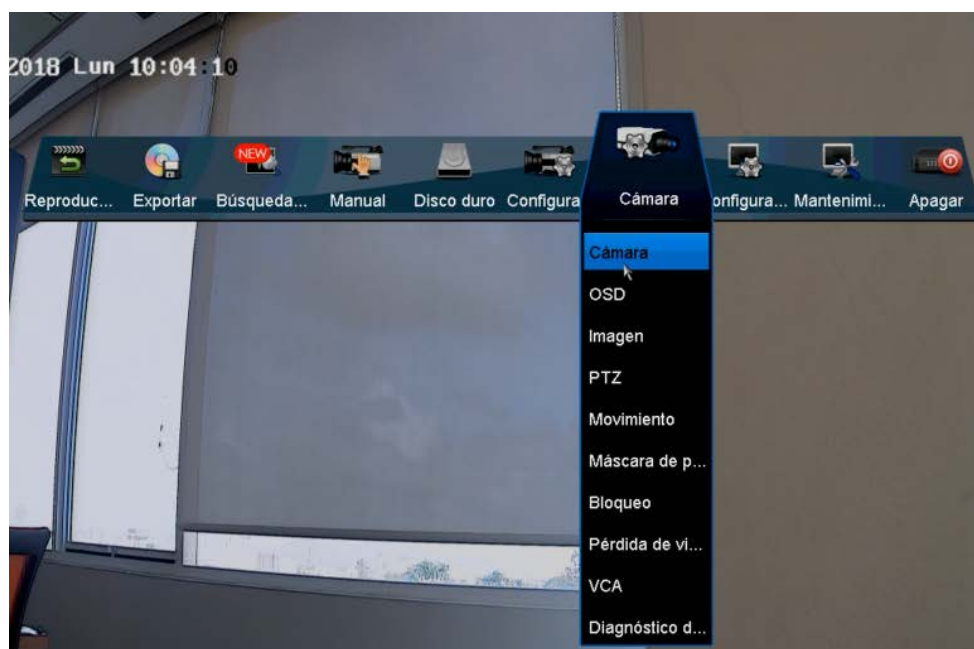 2018 Lun 10:04:10
NEW
Reproduc... Exportar Búsqueda... Manual Disco duro Configura Cámara onfigura... Mantenimi... Apagar
Cámara
OSD
Imagen
PTZ
Movimiento
Máscara de p...
Bloqueo
Pérdida de vi...
VCA
Diagnóstico d...